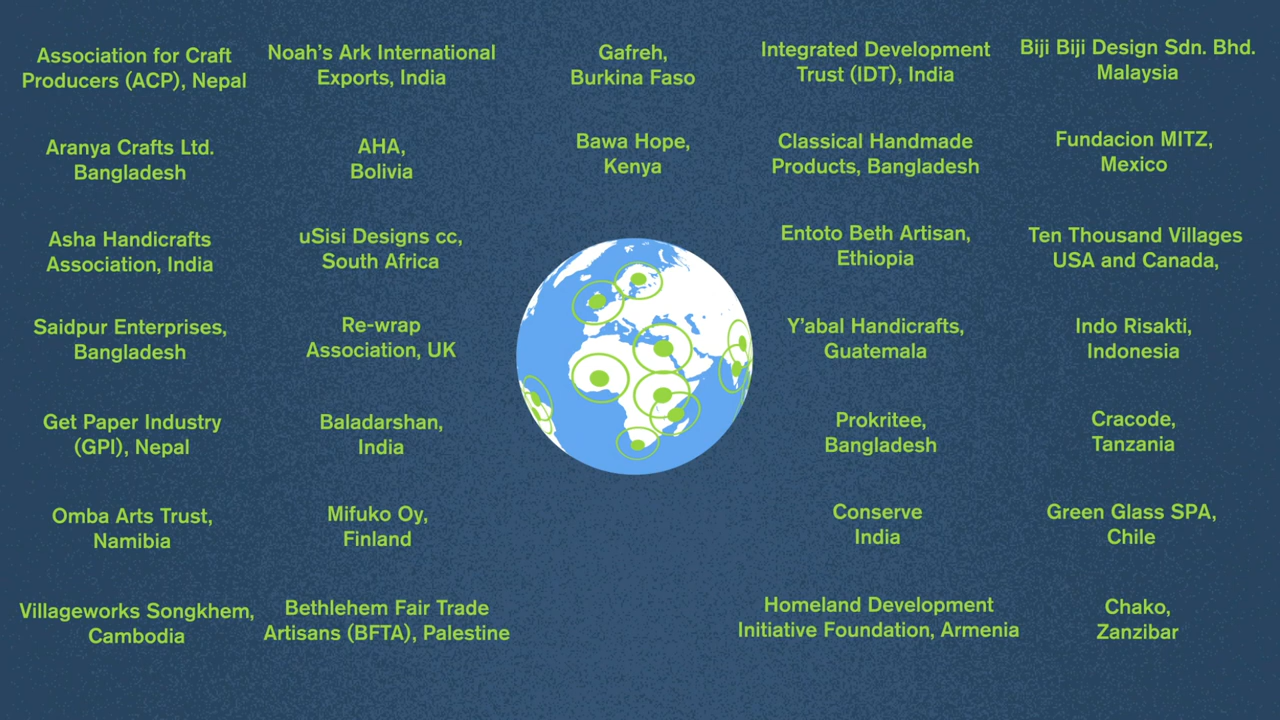 Association for Craft
Producers (ACP), Nepal
Aranya Crafts Ltd.
Bangladesh
Asha Handicrafts
Association, India
Saidpur Enterprises,
Bangladesh
Get Paper Industry
(GPI), Nepal
Omba Arts Trust,
Namibia
Villageworks Songkhem,
Cambodia
Noah's Ark International
Exports, India
AHA,
Bolivia
uSisi Designs cc,
South Africa
Re-wrap
Association, UK
Baladarshan,
India
Mifuko Oy,
Finland
Bethlehem Fair Trade
Artisans (BFTA), Palestine
Gafreh,
Burkina Faso
Bawa Hope,
Kenya
Integrated Development
Trust (IDT), India
Classical Handmade
Products, Bangladesh
Entoto Beth Artisan,
Ethiopia
Y'abal Handicrafts,
Guatemala
Prokritee,
Bangladesh
Conserve
India
Homeland Development
Initiative Foundation, Armenia
Biji Biji Design Sdn. Bhd.
Malaysia
Fundacion MITZ,
Mexico
Ten Thousand Villages
USA and Canada,
Indo Risakti,
Indonesia
Cracode,
Tanzania
Green Glass SPA,
Chile
Chako,
Zanzibar